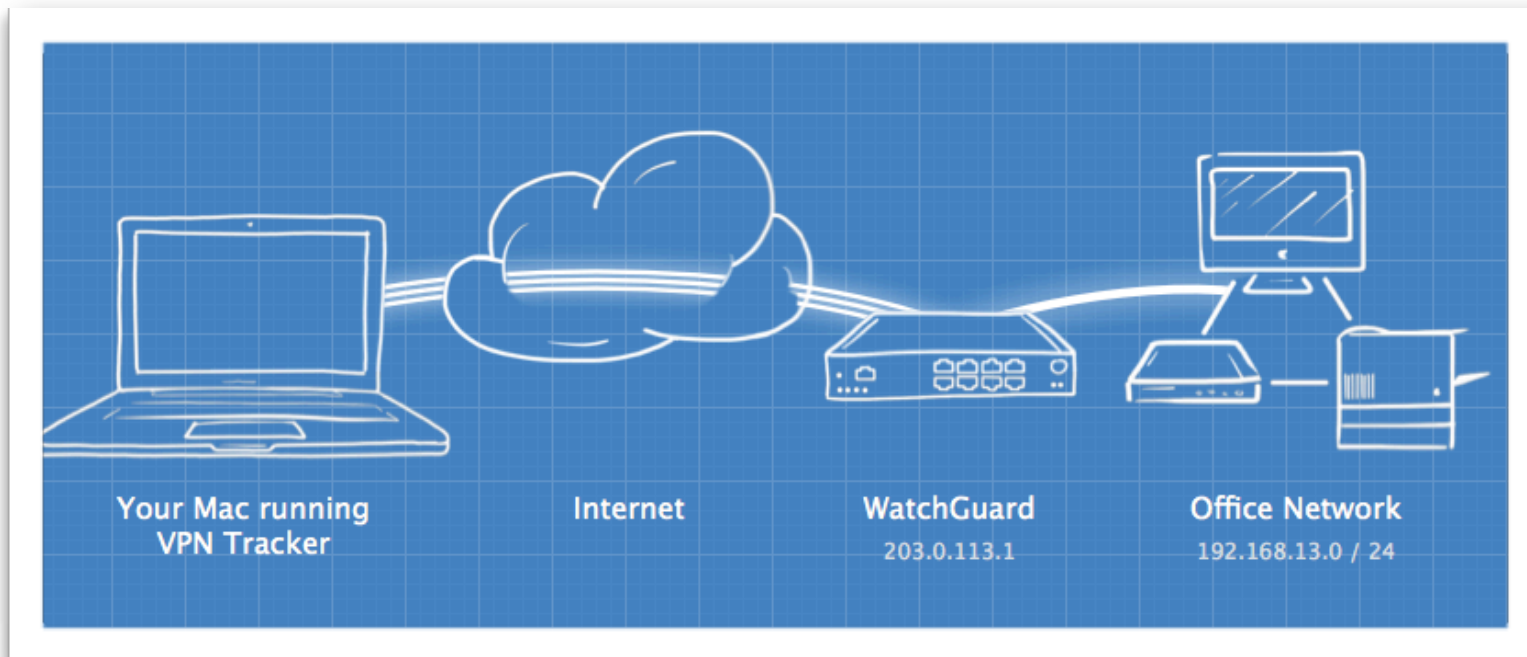 Your Mac running
VPN Tracker
Internet
WatchGuard
203.0.113.1
Office Network
192.168.13.0 / 24